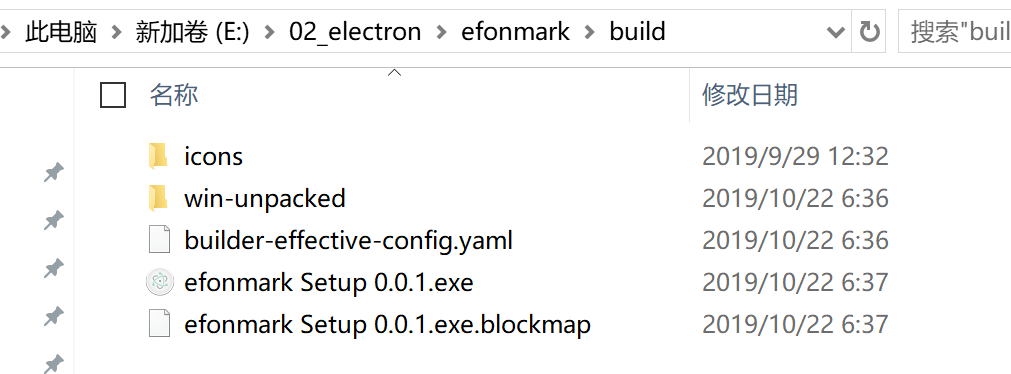 此电脑 新加卷 (E:) 02_electron efonmark build 搜索"buil
名称 修改日期
icons 2019/9/29 12:32
win-unpacked 2019/10/22 6:36
builder-effective-config.yaml 2019/10/22 6:36
efonmark Setup 0.0.1.exe 2019/10/22 6:37
efonmark Setup 0.0.1.exe.blockmap 2019/10/22 6:37